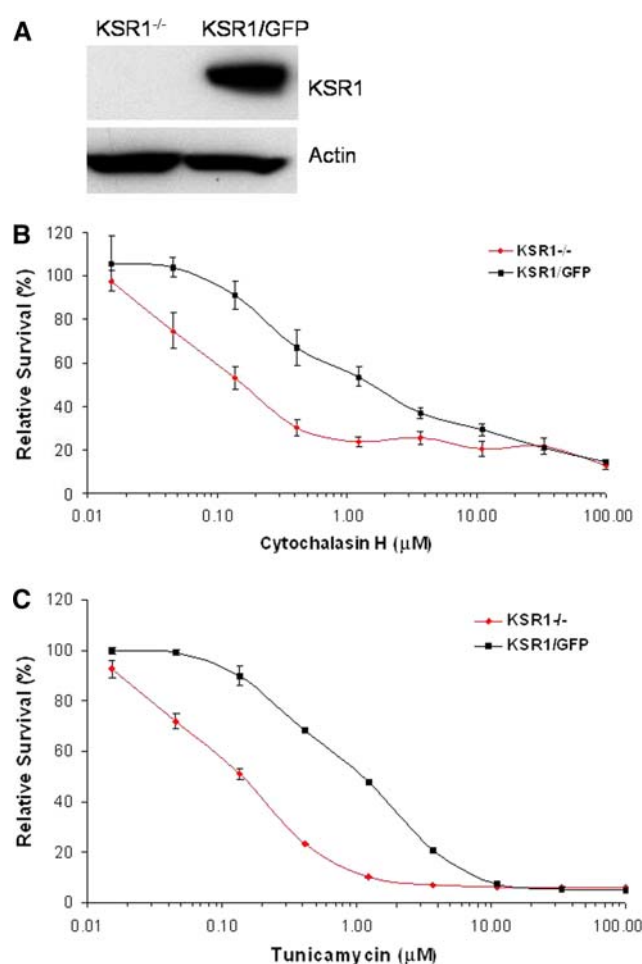 A
KSR1-/- KSR1/GFP
KSR1
Actin
B
120
100
80
60
40
20
0
Relative Survival (%)
KSR1-/-
KSR1/GFP
0.01 0.10 1.00 10.00 100.00
Cytochalasin H (µM)
C
120
100
80
60
40
20
0
Relative Survival (%)
KSR1-/-
KSR1/GFP
0.01 0.10 1.00 10.00 100.00
Tunicamycin (µM)